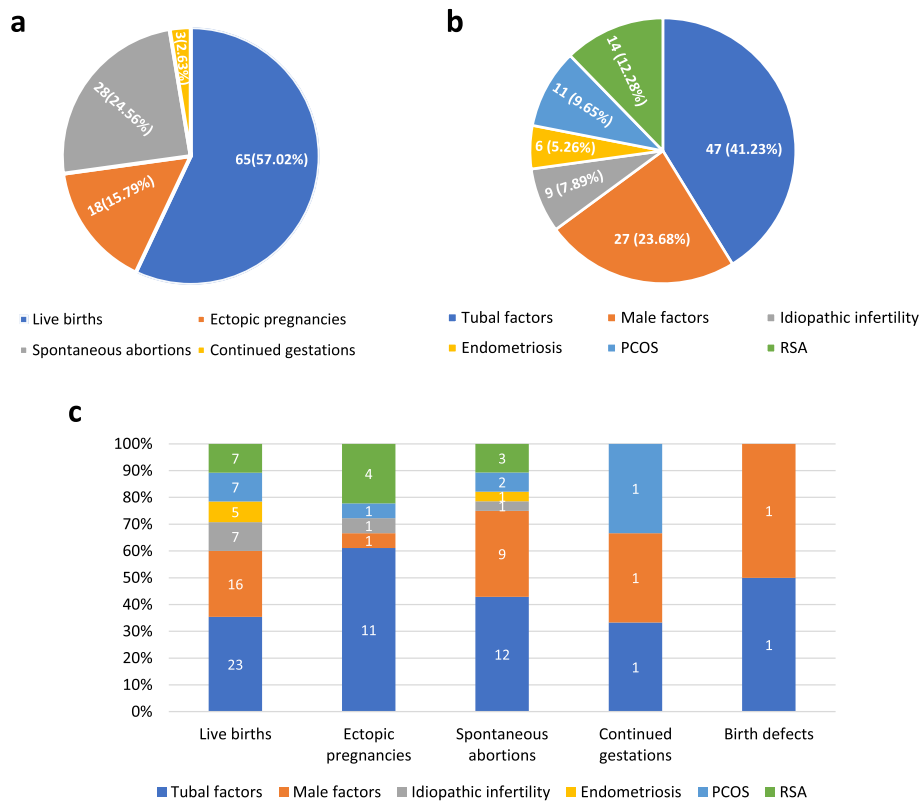 a
3(2.63%
28(24.56%)
65(57.02%)
18(15.79%)
Live births
Ectopic pregnancies
Spontaneous abortions
Continued gestations
b
14 (12.28%)
11 (9.65%)
47 (41.23%)
6 (5.26%)
9 (7.89%)
27 (23.68%)
Tubal factors
Male factors
Idiopathic infertility
Endometriosis
PCOS
RSA
c
100%
90%
80%
70%
60%
50%
40%
30%
20%
10%
0%
7
7
5
7
16
23
4
1
1
1
11
3
2
1
1
9
12
1
1
1
1
1
Live births
Ectopic
pregnancies
Spontaneous
abortions
Continued
gestations
Birth defects
Tubal factors
Male factors
Idiopathic infertility
Endometriosis
PCOS
RSA